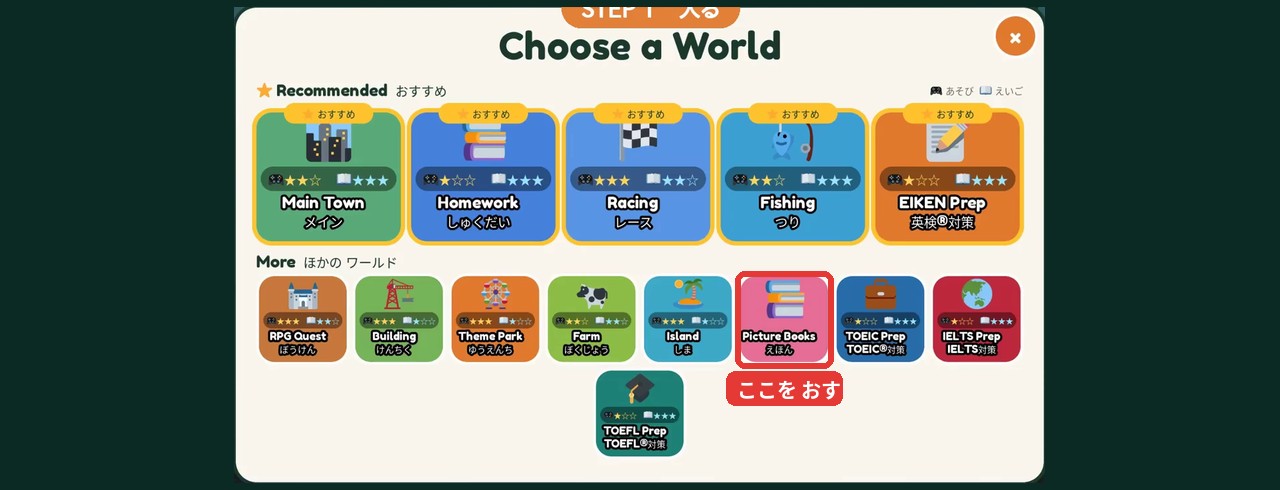 STEP 1 入る
Choose a World
Recommended おすすめ
あそび えいご
おすすめ おすすめ おすすめ おすすめ おすすめ
★★☆ ★★★ ★☆☆ ★★★ ★★★ ★★☆ ★★☆ ★★★ ★☆☆ ★★★
Main Town Homework Racing Fishing EIKEN Prep
メイン しゅくだい レース つり 英検®対策
More ほかの ワールド
RPG Quest Building Theme Park Farm Island Picture Books TOEIC Prep IELTS Prep
ぼうけん けんちく ゆうえんち ぼくじょう しま えほん TOEIC®対策 IELTS対策
ここを おす
★☆☆ ★★★
TOEFL Prep
TOEFL®対策